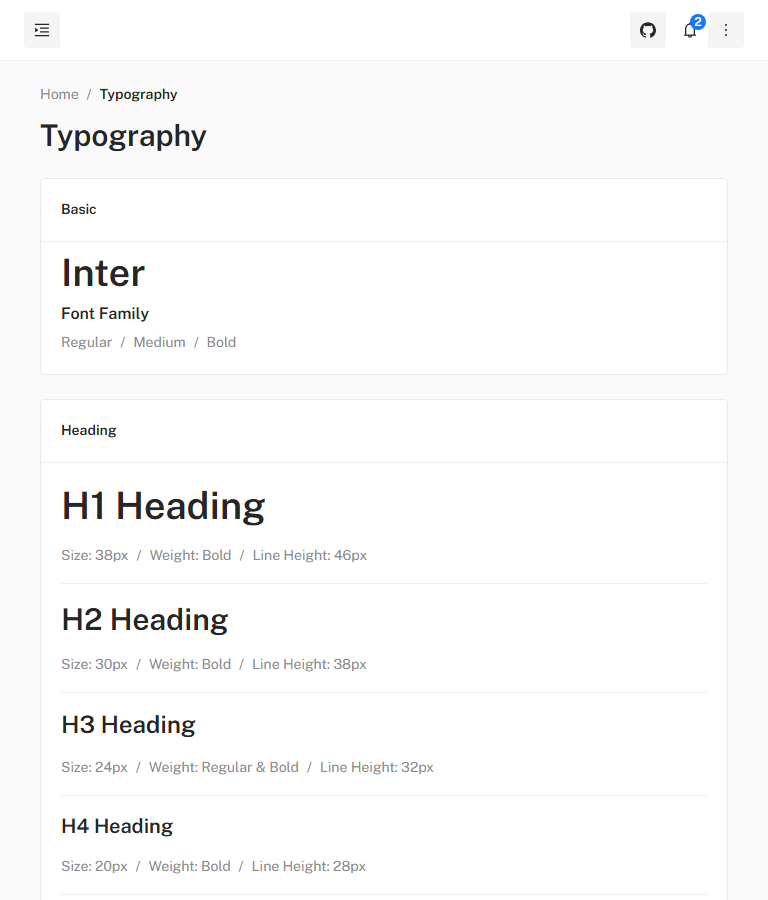 2
Home / Typography
Typography
Basic
Inter
Font Family
Regular / Medium / Bold
Heading
H1 Heading
Size: 38px / Weight: Bold / Line Height: 46px
H2 Heading
Size: 30px / Weight: Bold / Line Height: 38px
H3 Heading
Size: 24px / Weight: Regular & Bold / Line Height: 32px
H4 Heading
Size: 20px / Weight: Bold / Line Height: 28px